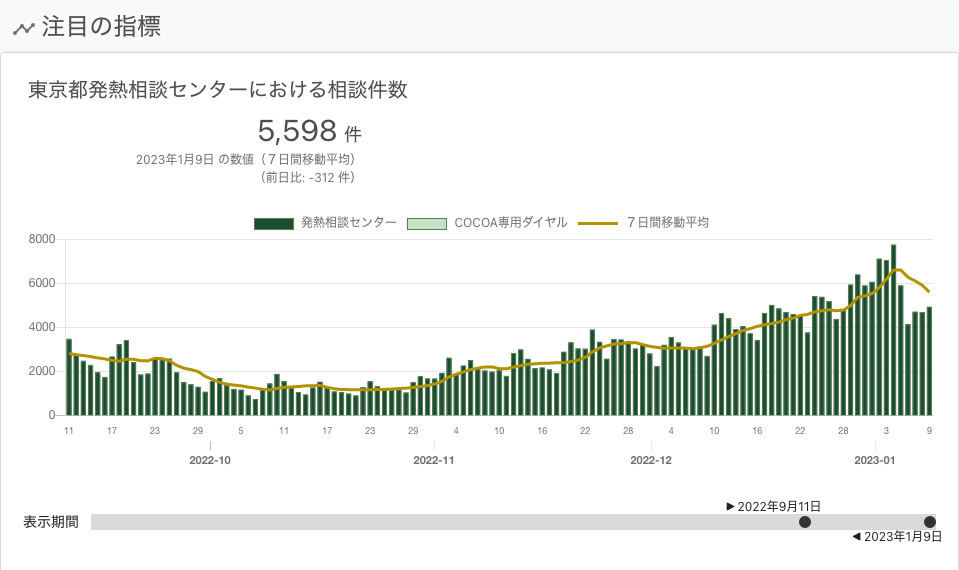 注目の指標
東京都発熱相談センターにおける相談件数
5,598 件
2023年1月9日 の数値（７日間移動平均）
（前日比: -312 件）
発熱相談センター COCOA専用ダイヤル ７日間移動平均
8000
6000
4000
2000
0
11 17 23 29 5 11 17 23 29 4 10 16 22 28 4 10 16 22 28 3 9
2022-10 2022-11 2022-12 2023-01
▶ 2022年9月11日
表示期間
◀ 2023年1月9日